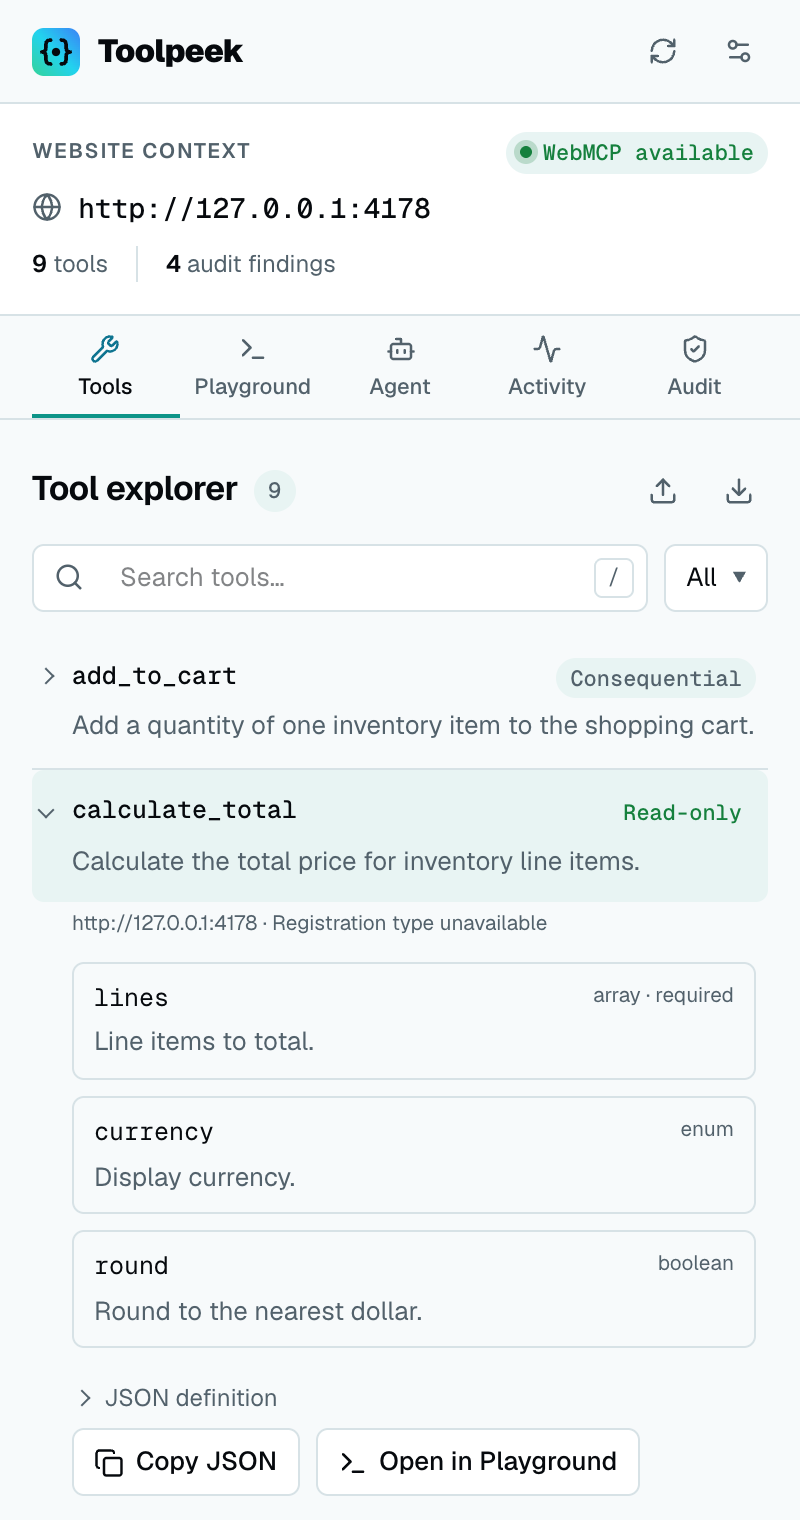 {•} Toolpeek
WEBSITE CONTEXT
WebMCP available
http://127.0.0.1:4178
9 tools
4 audit findings
Tools
Playground
Agent
Activity
Audit
Tool explorer 9
Search tools…
/
All
add_to_cart
Consequential
Add a quantity of one inventory item to the shopping cart.
calculate_total
Read-only
Calculate the total price for inventory line items.
http://127.0.0.1:4178 · Registration type unavailable
lines
array · required
Line items to total.
currency
enum
Display currency.
round
boolean
Round to the nearest dollar.
JSON definition
Copy JSON
Open in Playground